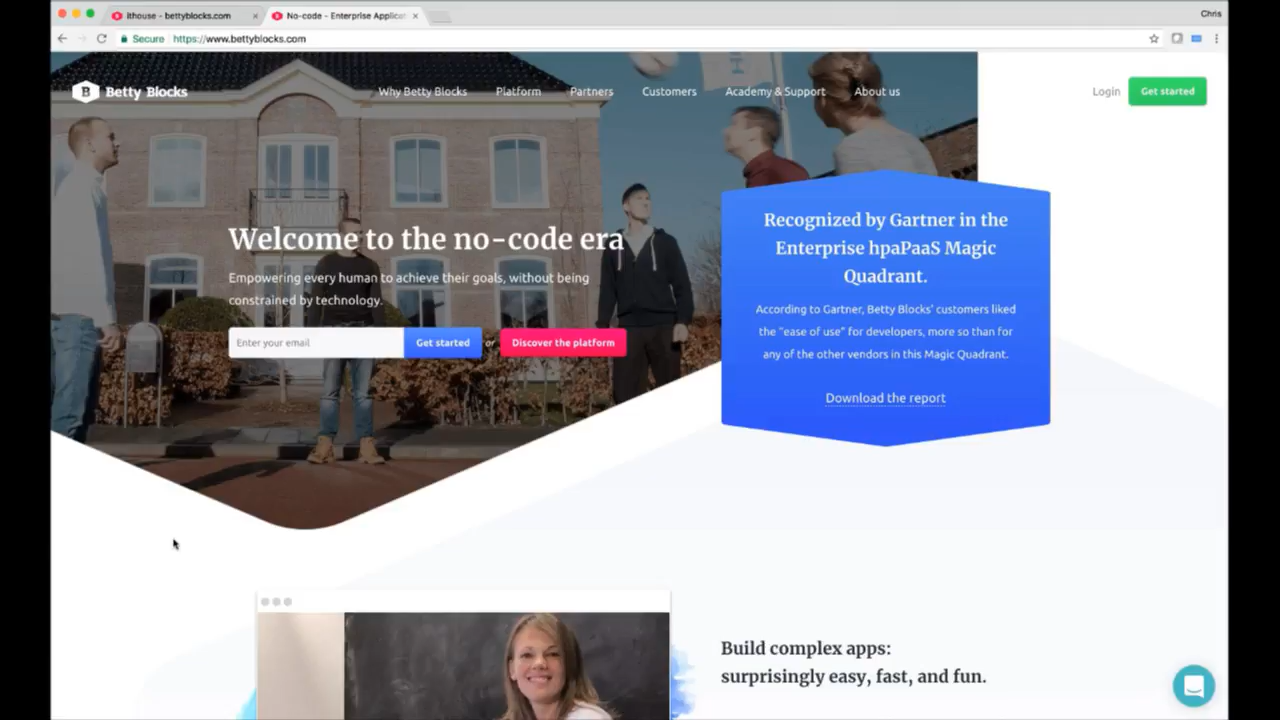 ithouse - bettyblocks.com
No-code - Enterprise Applicat
Chris
Secure https://www.bettyblocks.com
B Betty Blocks
Why Betty Blocks Platform Partners Customers Academy & Support About us
Login Get started
Welcome to the no-code era
Empowering every human to achieve their goals, without being
constrained by technology.
Enter your email Get started or Discover the platform
Recognized by Gartner in the
Enterprise hpaPaaS Magic
Quadrant.
According to Gartner, Betty Blocks' customers liked
the "ease of use" for developers, more so than for
any of the other vendors in this Magic Quadrant.
Download the report
Build complex apps:
surprisingly easy, fast, and fun.